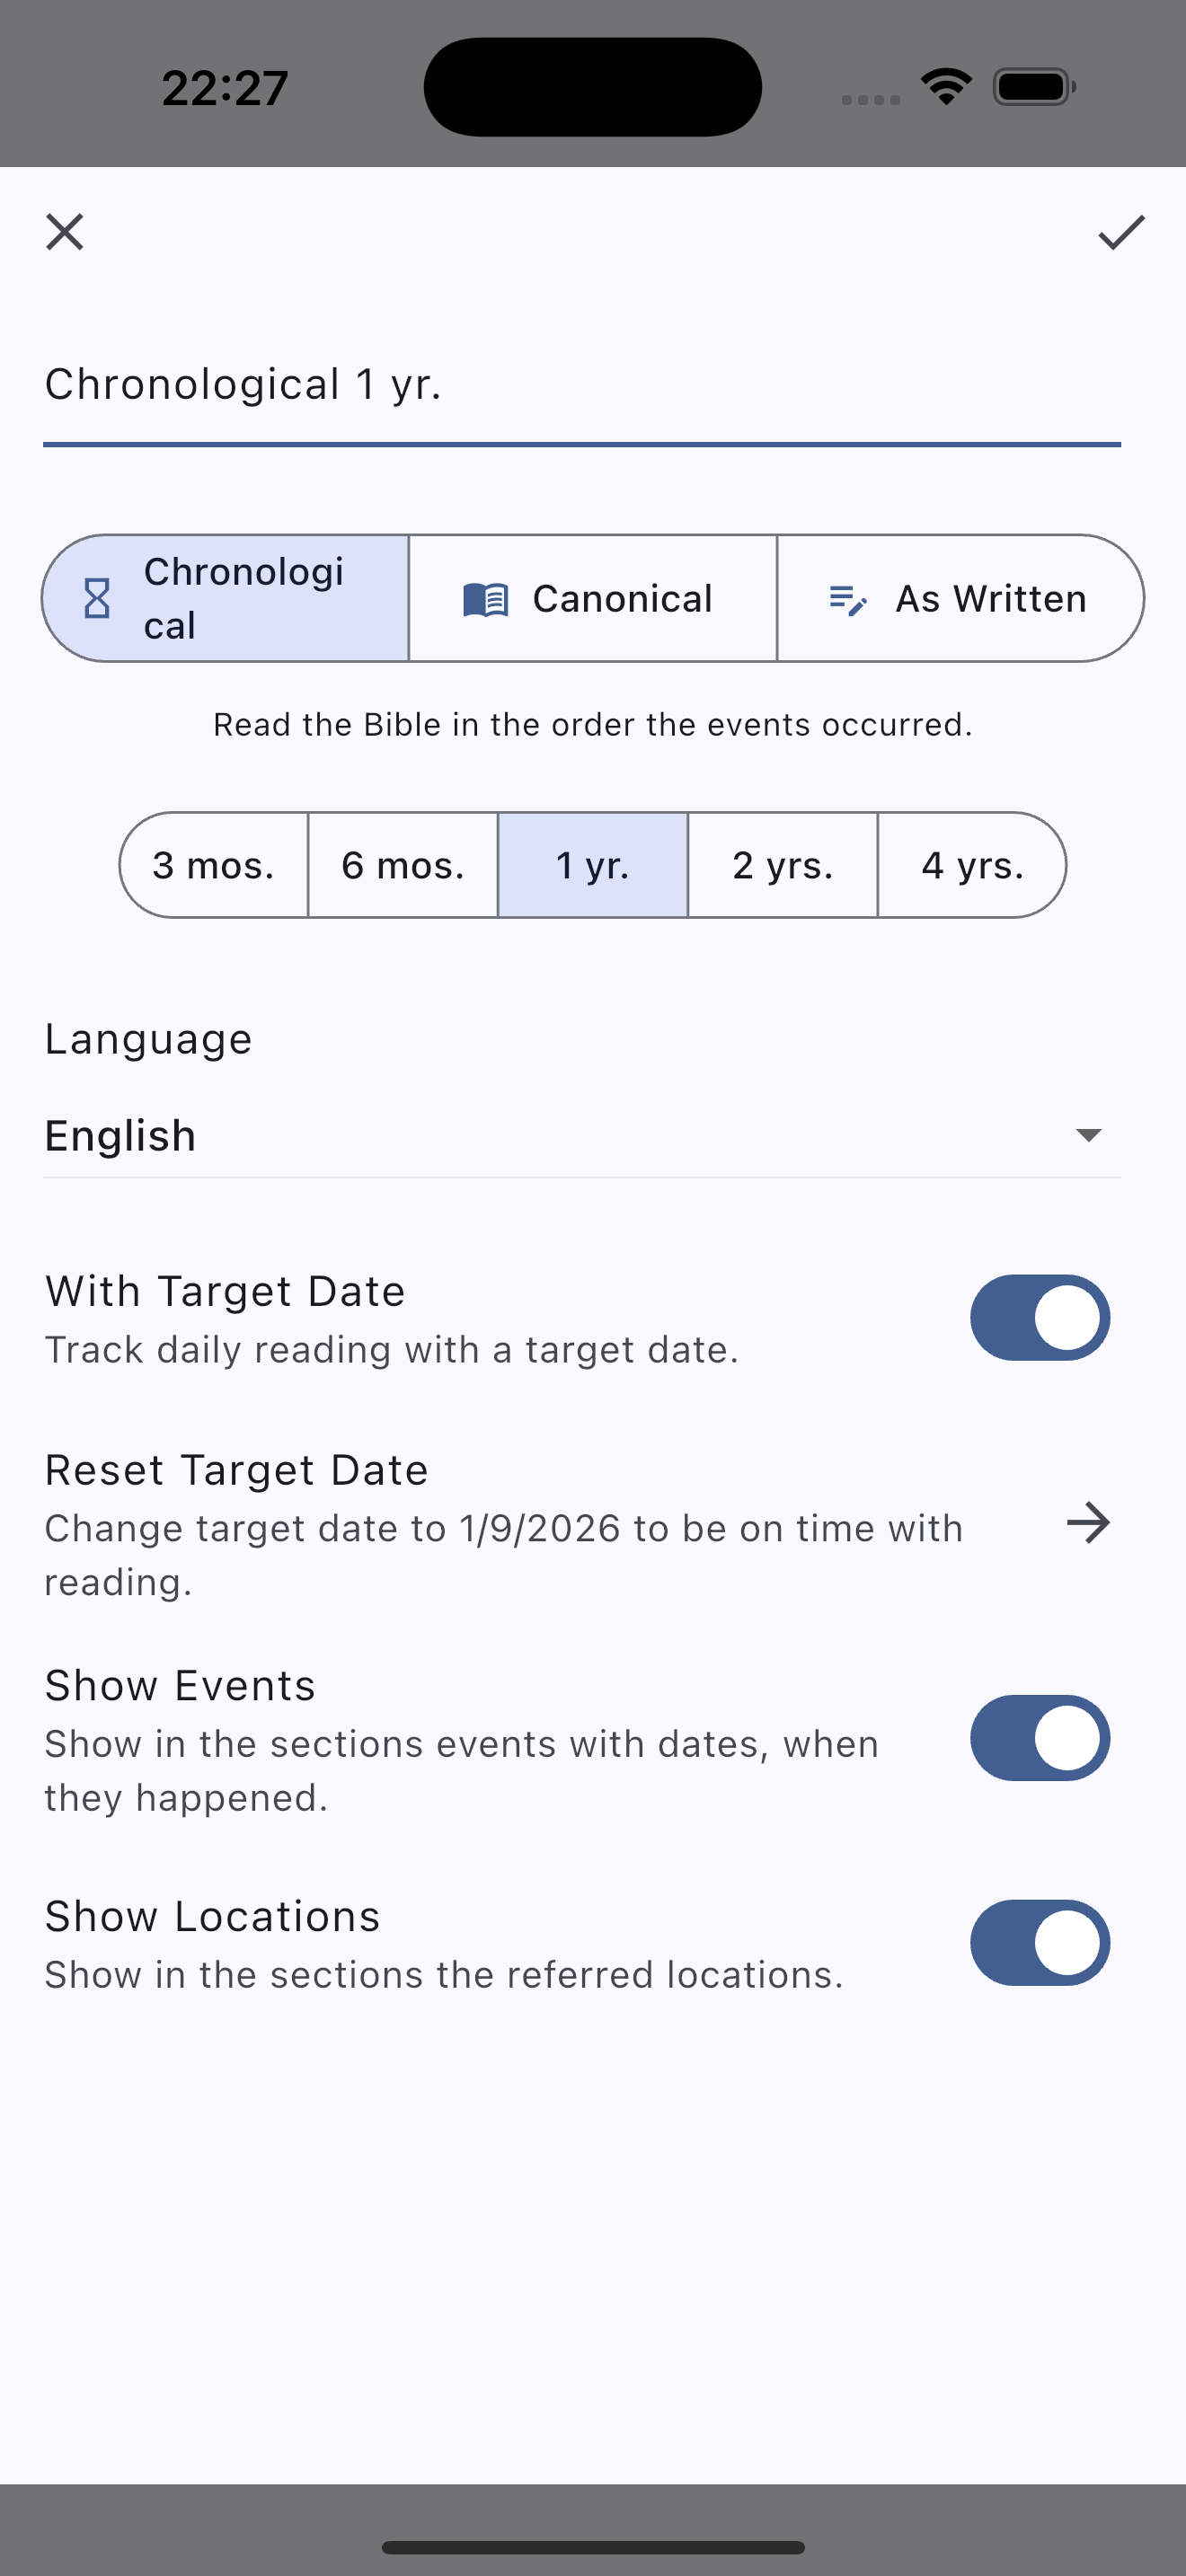 22:27
Chronological 1 yr.
Chronologi
cal
Canonical
As Written
Read the Bible in the order the events occurred.
3 mos.
6 mos.
1 yr.
2 yrs.
4 yrs.
Language
English
With Target Date
Track daily reading with a target date.
Reset Target Date
Change target date to 1/9/2026 to be on time with
reading.
Show Events
Show in the sections events with dates, when
they happened.
Show Locations
Show in the sections the referred locations.